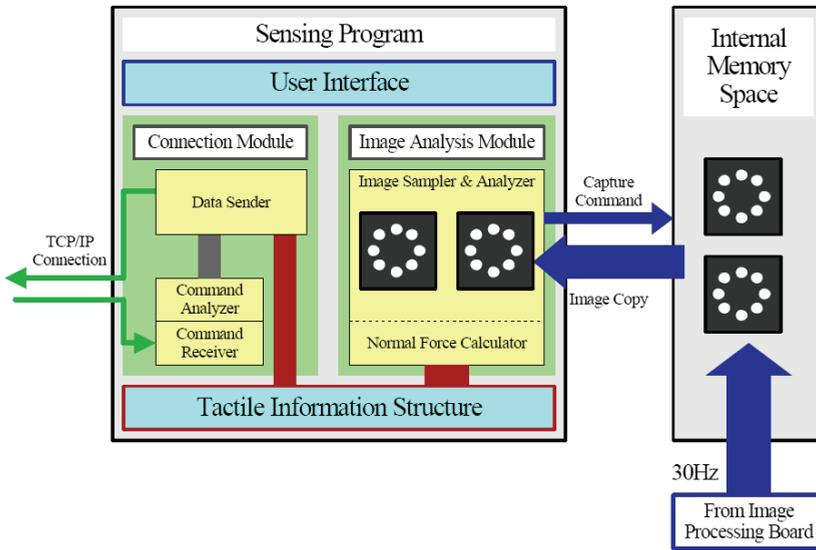 Sensing Program
User Interface
Connection Module
Data Sender
Command
Analyzer
Command
Receiver
TCP/IP
Connection
Image Analysis Module
Image Sampler & Analyzer
Normal Force Calculator
Tactile Information Structure
Capture
Command
Image Copy
Internal
Memory
Space
30Hz
From Image
Processing Board